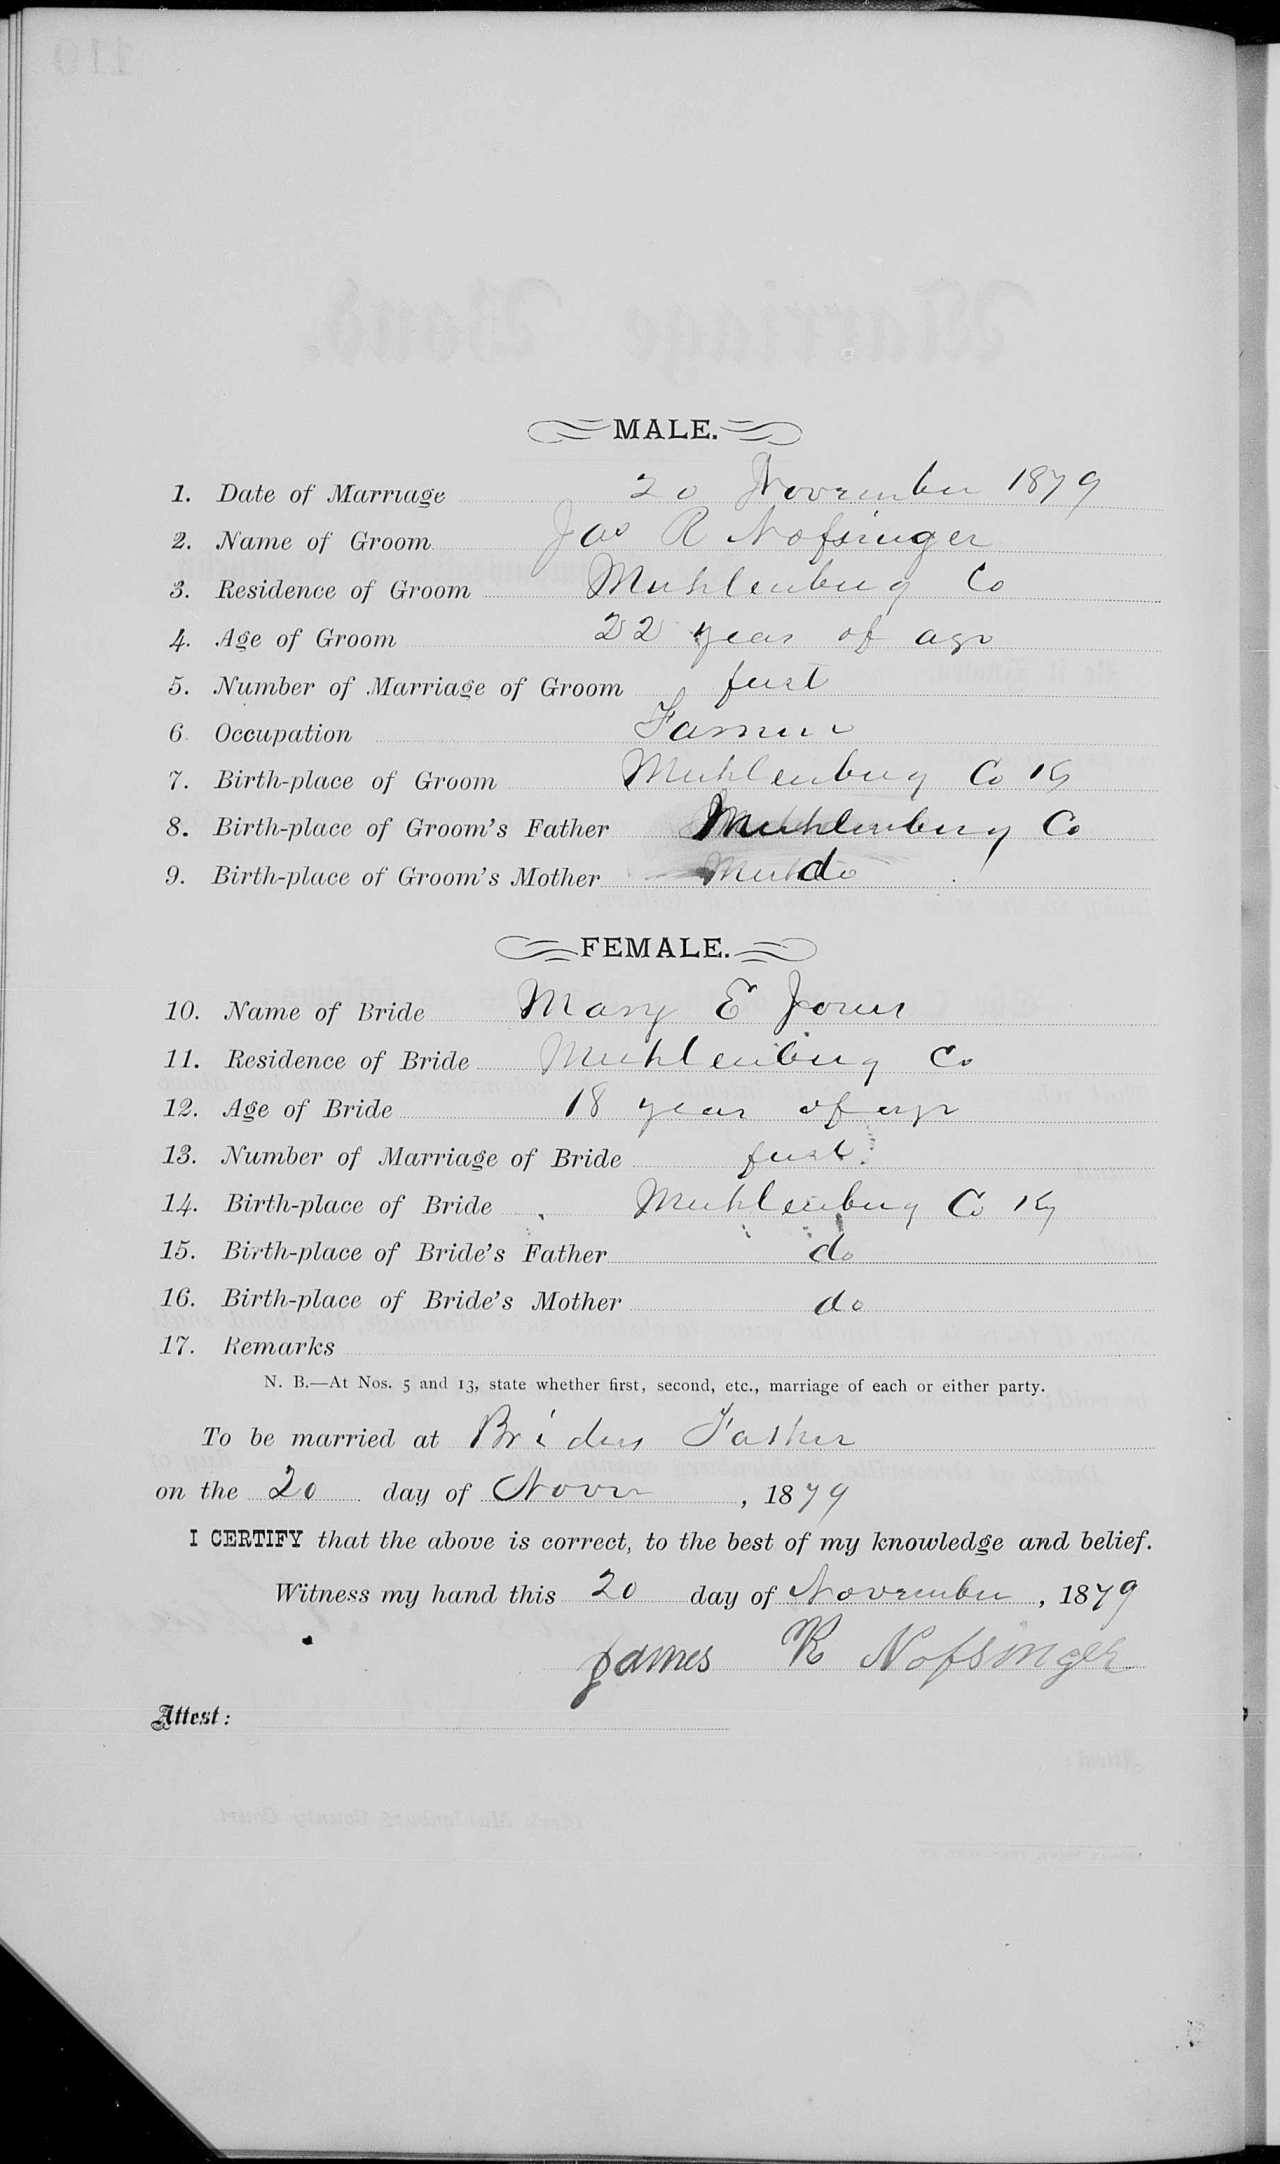 MALE.
1. Date of Marriage 20 November 1879
2. Name of Groom Jas R Nofsinger
3. Residence of Groom Muhlenburg Co
4. Age of Groom 22 years of age
5. Number of Marriage of Groom first
6. Occupation Farmer
7. Birth-place of Groom Muhlenburg Co Ky
8. Birth-place of Groom's Father Muhlenburg Co
9. Birth-place of Groom's Mother do
FEMALE.
10. Name of Bride Mary E Jones
11. Residence of Bride Muhlenburg Co
12. Age of Bride 18 years of age
13. Number of Marriage of Bride first
14. Birth-place of Bride Muhlenburg Co Ky
15. Birth-place of Bride's Father do
16. Birth-place of Bride's Mother do
17. Remarks
N. B.—At Nos. 5 and 13, state whether first, second, etc., marriage of each or either party.
To be married at Brides Father
on the 20 day of Novr, 1879
I CERTIFY that the above is correct, to the best of my knowledge and belief.
Witness my hand this 20 day of November, 1879
James R Nofsinger
Attest: